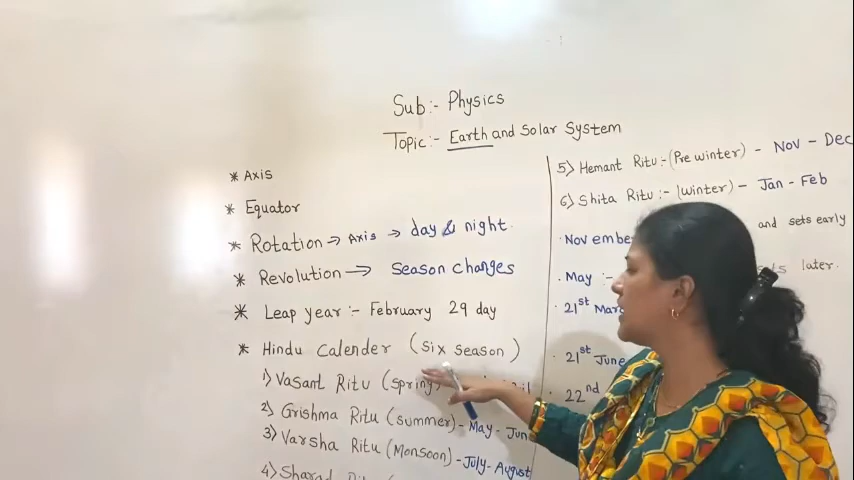 Sub:- Physics
Topic:- Earth and Solar System
* Axis
* Equator
* Rotation → Axis → day & night.
* Revolution → Season changes
* Leap year :- February 29 day
* Hindu Calender (six season)
1) Vasant Ritu (spring)
2) Grishma Ritu (summer) - May - Jun
3) Varsha Ritu (Monsoon) - July - August
4) Sharad
5) Hemant Ritu :- (Pre winter) - Nov - Dec
6) Shita Ritu :- (winter) - Jan - Feb
. Novembe and sets early
. May :- later.
. 21st Mar
. 21st June
. 22nd